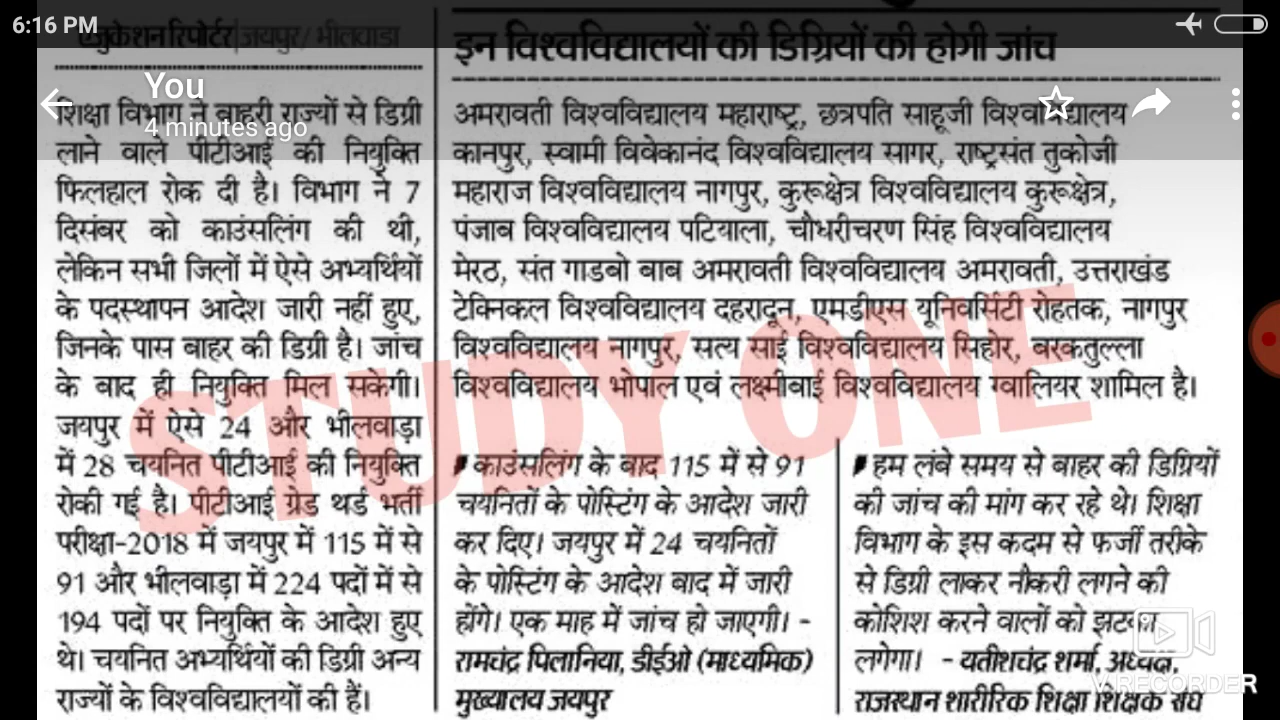 6:16 PM
एजुकेशन रिपोर्टर|जयपुर/ भीलवाड़ा
You
4 minutes ago
शिक्षा विभाग ने बाहरी राज्यों से डिग्री
लाने वाले पीटीआई की नियुक्ति
फिलहाल रोक दी है। विभाग ने 7
दिसंबर को काउंसलिंग की थी,
लेकिन सभी जिलों में ऐसे अभ्यर्थियों
के पदस्थापन आदेश जारी नहीं हुए,
जिनके पास बाहर की डिग्री है। जांच
के बाद ही नियुक्ति मिल सकेगी।
जयपुर में ऐसे 24 और भीलवाड़ा
में 28 चयनित पीटीआई की नियुक्ति
रोकी गई है। पीटीआई ग्रेड थर्ड भर्ती
परीक्षा-2018 में जयपुर में 115 में से
91 और भीलवाड़ा में 224 पदों में से
194 पदों पर नियुक्ति के आदेश हुए
थे। चयनित अभ्यर्थियों की डिग्री अन्य
राज्यों के विश्वविद्यालयों की हैं।
इन विश्वविद्यालयों की डिग्रियों की होगी जांच
अमरावती विश्वविद्यालय महाराष्ट्र, छत्रपति साहूजी विश्वविद्यालय
कानपुर, स्वामी विवेकानंद विश्वविद्यालय सागर, राष्ट्रसंत तुकोजी
महाराज विश्वविद्यालय नागपुर, कुरूक्षेत्र विश्वविद्यालय कुरूक्षेत्र,
पंजाब विश्वविद्यालय पटियाला, चौधरीचरण सिंह विश्वविद्यालय
मेरठ, संत गाडबो बाब अमरावती विश्वविद्यालय अमरावती, उत्तराखंड
टेक्निकल विश्वविद्यालय दहरादून, एमडीएस यूनिवर्सिटी रोहतक, नागपुर
विश्वविद्यालय नागपुर, सत्य साई विश्वविद्यालय सिहोर, बरकतुल्ला
विश्वविद्यालय भोपाल एवं लक्ष्मीबाई विश्वविद्यालय ग्वालियर शामिल है।
काउंसलिंग के बाद 115 में से 91
चयनितों के पोस्टिंग के आदेश जारी
कर दिए। जयपुर में 24 चयनितों
के पोस्टिंग के आदेश बाद में जारी
होंगे। एक माह में जांच हो जाएगी। -
रामचंद्र पिलानिया, डीईओ (माध्यमिक)
मुख्यालय जयपुर
हम लंबे समय से बाहर की डिग्रियों
की जांच की मांग कर रहे थे। शिक्षा
विभाग के इस कदम से फर्जी तरीके
से डिग्री लाकर नौकरी लगने की
कोशिश करने वालों को झटका
लगेगा। - यतीशचंद्र शर्मा, अध्यक्ष,
राजस्थान शारीरिक शिक्षा शिक्षक संघ
STUDY ONE
V RECORDER